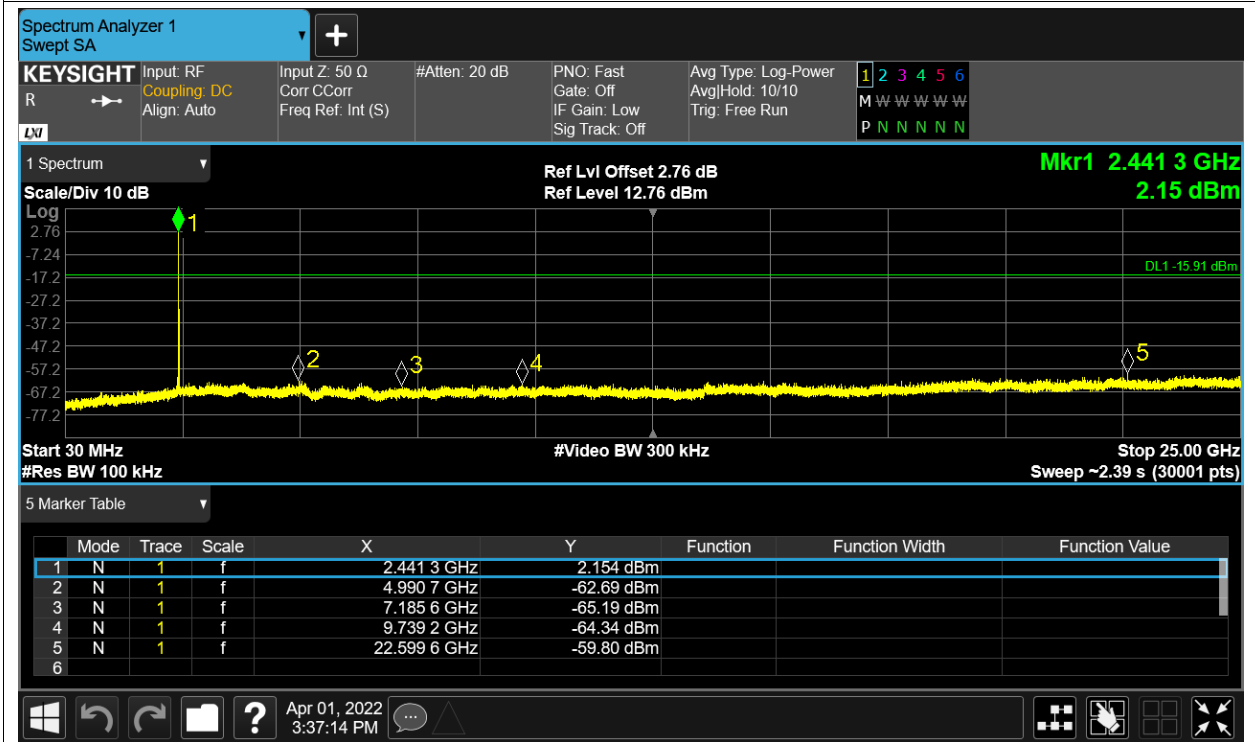 Spectrum Analyzer 1
Swept SA
KEYSIGHT
R
LXI
Input: RF
Coupling: DC
Align: Auto
Input Z: 50 Ω
Corr CCorr
Freq Ref: Int (S)
#Atten: 20 dB
PNO: Fast
Gate: Off
IF Gain: Low
Sig Track: Off
Avg Type: Log-Power
Avg|Hold: 10/10
Trig: Free Run
1 2 3 4 5 6
M W W W W W
P N N N N N
1 Spectrum
Scale/Div 10 dB
Ref Lvl Offset 2.76 dB
Ref Level 12.76 dBm
Mkr1 2.441 3 GHz
2.15 dBm
Log
2.76
-7.24
-17.2
-27.2
-37.2
-47.2
-57.2
-67.2
-77.2
1
2
3
4
5
DL1 -15.91 dBm
Start 30 MHz
#Res BW 100 kHz
#Video BW 300 kHz
Stop 25.00 GHz
Sweep ~2.39 s (30001 pts)
5 Marker Table
Mode Trace Scale X Y Function Function Width Function Value
1 N 1 f 2.441 3 GHz 2.154 dBm
2 N 1 f 4.990 7 GHz -62.69 dBm
3 N 1 f 7.185 6 GHz -65.19 dBm
4 N 1 f 9.739 2 GHz -64.34 dBm
5 N 1 f 22.599 6 GHz -59.80 dBm
6
?
Apr 01, 2022
3:37:14 PM